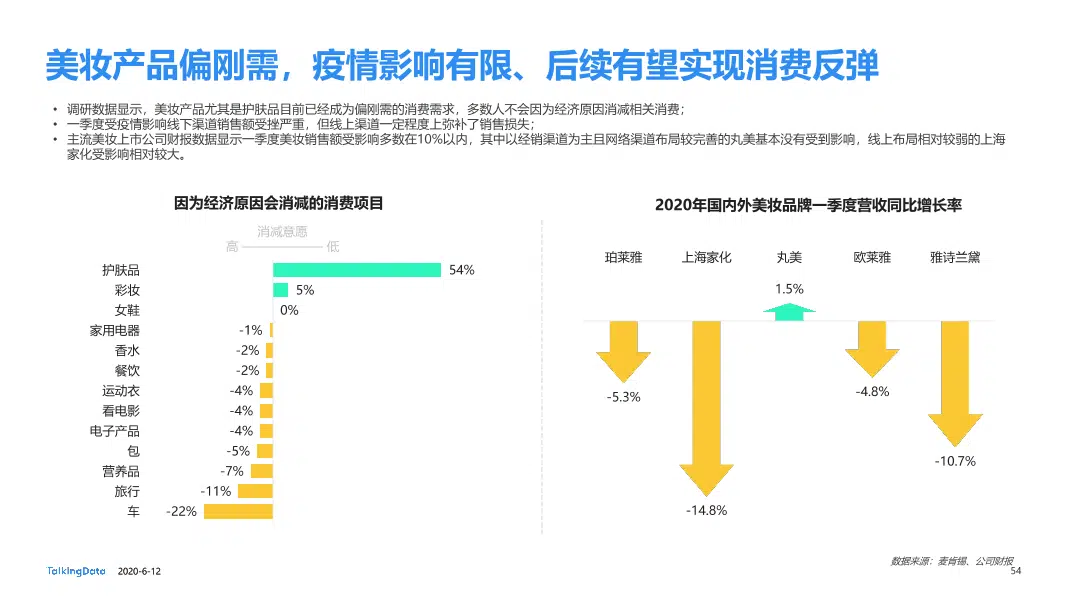 美妆产品偏刚需，疫情影响有限、后续有望实现消费反弹
• 调研数据显示，美妆产品尤其是护肤品目前已经成为偏刚需的消费需求，多数人不会因为经济原因消减相关消费；
• 一季度受疫情影响线下渠道销售额受挫严重，但线上渠道一定程度上弥补了销售损失；
• 主流美妆上市公司财报数据显示一季度美妆销售额受影响多数在10%以内，其中以经销渠道为主且网络渠道布局较完善的丸美基本没有受到影响，线上布局相对较弱的上海
家化受影响相对较大。
因为经济原因会消减的消费项目
消减意愿
高 低
护肤品 54%
彩妆 5%
女鞋 0%
家用电器 -1%
香水 -2%
餐饮 -2%
运动衣 -4%
看电影 -4%
电子产品 -4%
包 -5%
营养品 -7%
旅行 -11%
车 -22%
2020年国内外美妆品牌一季度营收同比增长率
珀莱雅 上海家化 丸美 欧莱雅 雅诗兰黛
1.5%
-5.3%
-4.8%
-10.7%
-14.8%
数据来源：麦肯锡、公司财报
TalkingData 2020-6-12
54